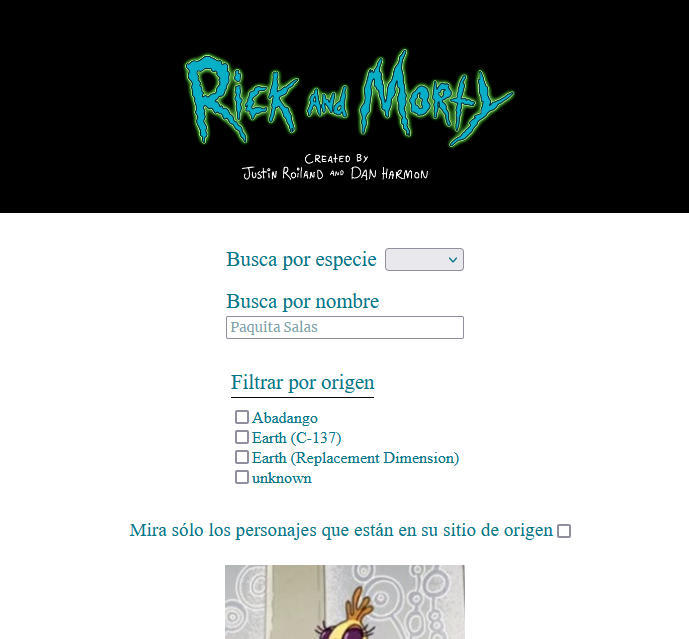 Rick and Morty
Created by
Justin Roiland and Dan Harmon
Busca por especie
Busca por nombre
Paquita Salas
Filtrar por origen
Abadango
Earth (C-137)
Earth (Replacement Dimension)
unknown
Mira sólo los personajes que están en su sitio de origen